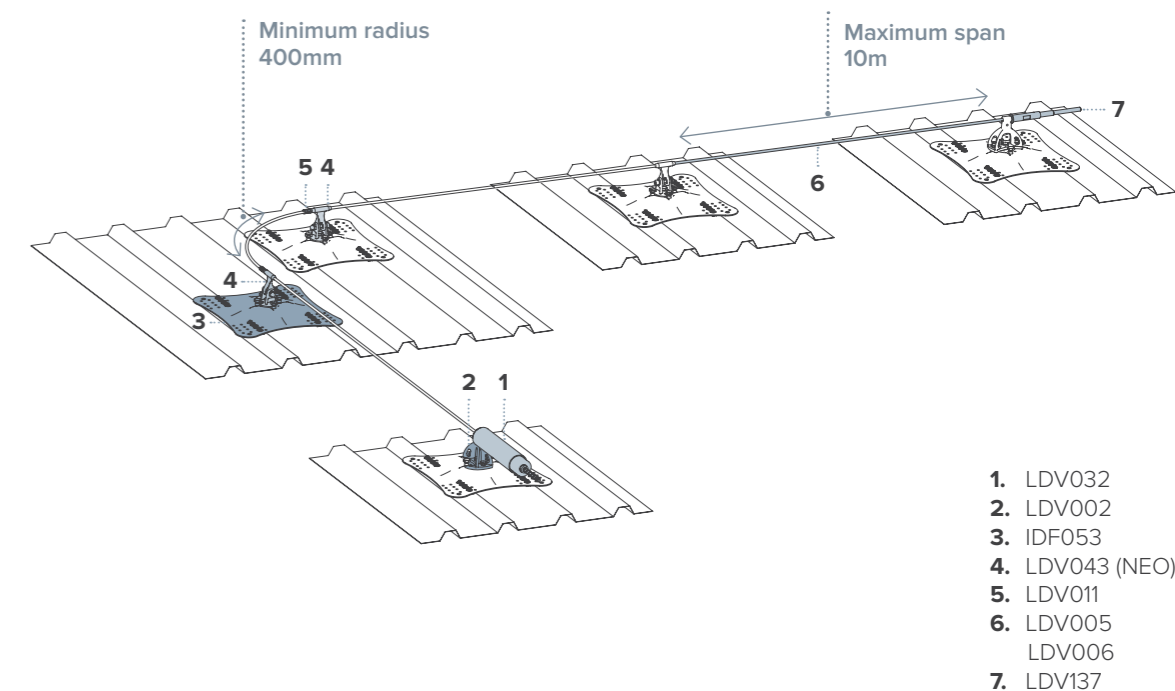 Minimum radius
400mm
Maximum span
10m
7
5 4
6
4
3
2 1
1. LDV032
2. LDV002
3. IDF053
4. LDV043 (NEO)
5. LDV011
6. LDV005
LDV006
7. LDV137